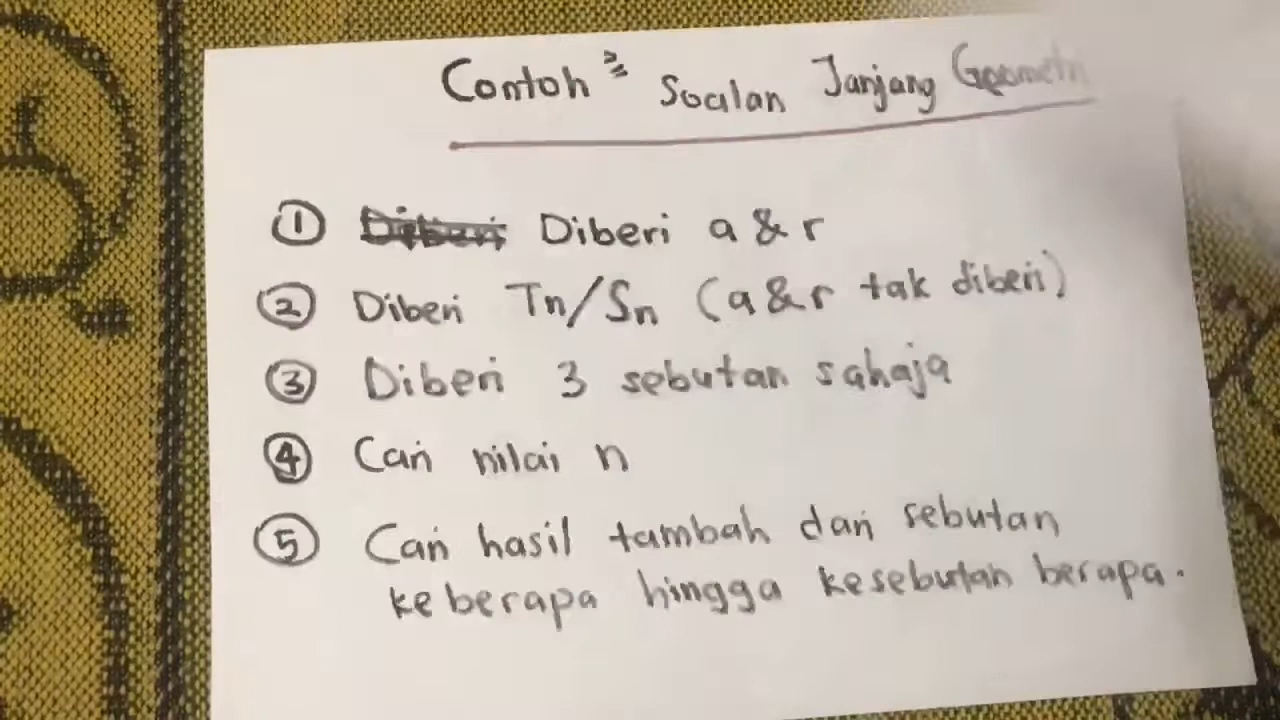 Contoh² Soalan Janjang Geometri
① Diberi a & r
② Diberi Tn/Sn (a & r tak diberi)
③ Diberi 3 sebutan sahaja
④ Cari nilai n
⑤ Cari hasil tambah dari sebutan
keberapa hingga kesebutan berapa.